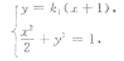 y = k₁(x + 1),
x²/2 + y² = 1,